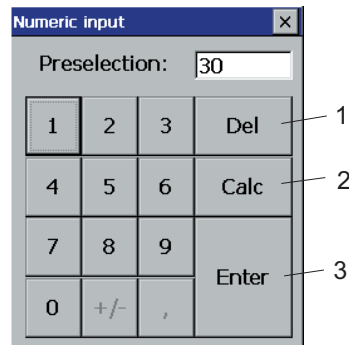 Numeric input ×
Preselection: 30
1 2 3 Del 1
4 5 6 Calc 2
7 8 9
Enter 3
0 +/- ,